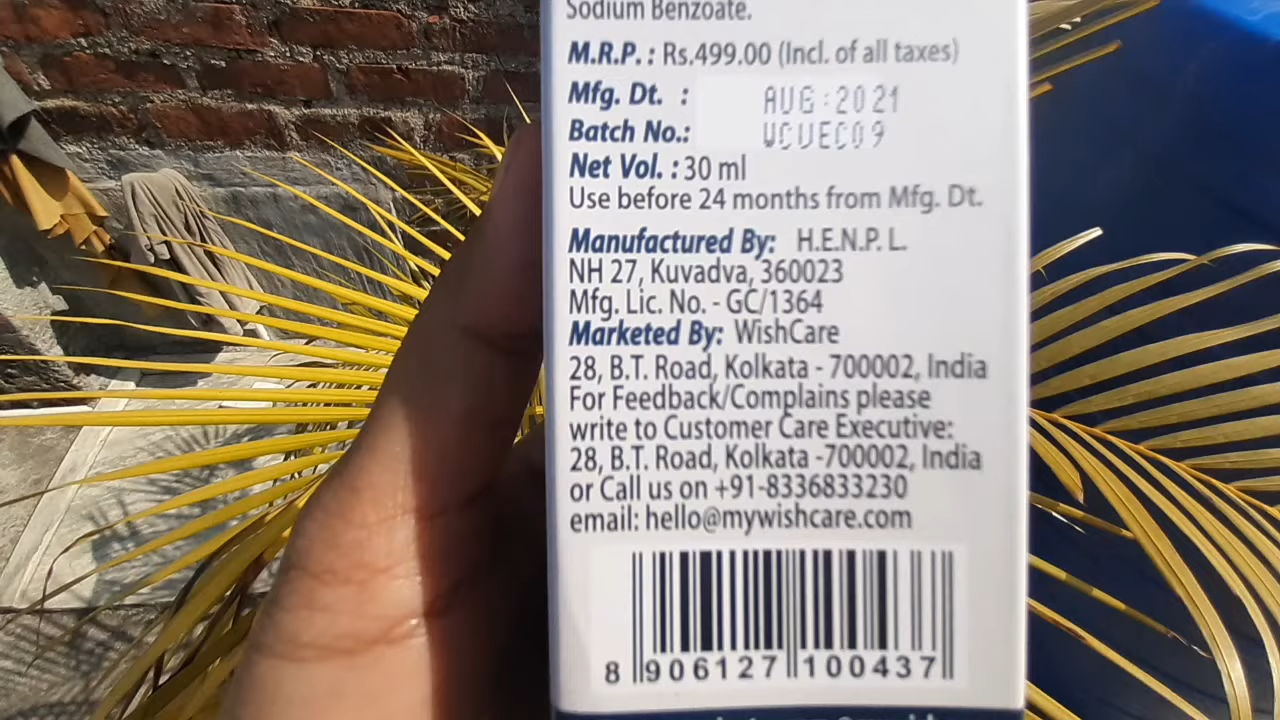 Sodium Benzoate.
M.R.P. : Rs.499.00 (Incl. of all taxes)
Mfg. Dt. : AUG:2021
Batch No.: WCVEC09
Net Vol. : 30 ml
Use before 24 months from Mfg. Dt.
Manufactured By: H.E.N.P. L.
NH 27, Kuvadva, 360023
Mfg. Lic. No. - GC/1364
Marketed By: WishCare
28, B.T. Road, Kolkata - 700002, India
For Feedback/Complains please
write to Customer Care Executive:
28, B.T. Road, Kolkata -700002, India
or Call us on +91-8336833230
email: hello@mywishcare.com
8 906127 100437